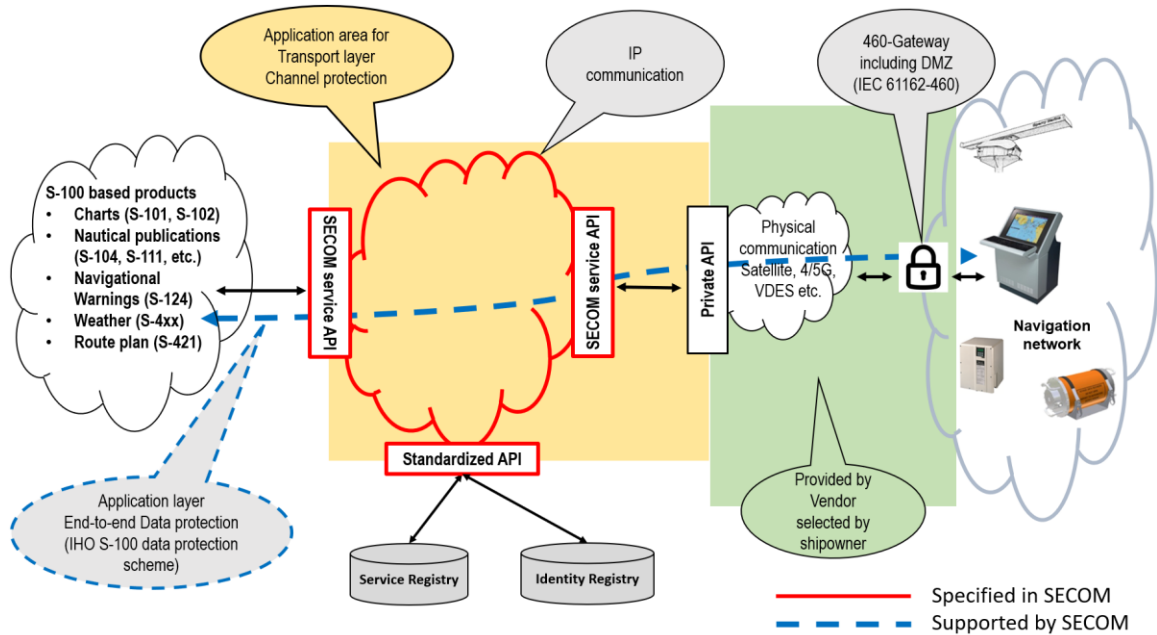 Application area for
Transport layer
Channel protection
IP
communication
460-Gateway
including DMZ
(IEC 61162-460)
S-100 based products
• Charts (S-101, S-102)
• Nautical publications
(S-104, S-111, etc.)
• Navigational
Warnings (S-124)
• Weather (S-4xx)
• Route plan (S-421)
SECOM service API
SECOM service API
Private API
Physical
communication
Satellite, 4/5G,
VDES etc.
Navigation
network
Standardized API
Application layer
End-to-end Data protection
(IHO S-100 data protection
scheme)
Provided by
Vendor
selected by
shipowner
Service Registry
Identity Registry
Specified in SECOM
Supported by SECOM